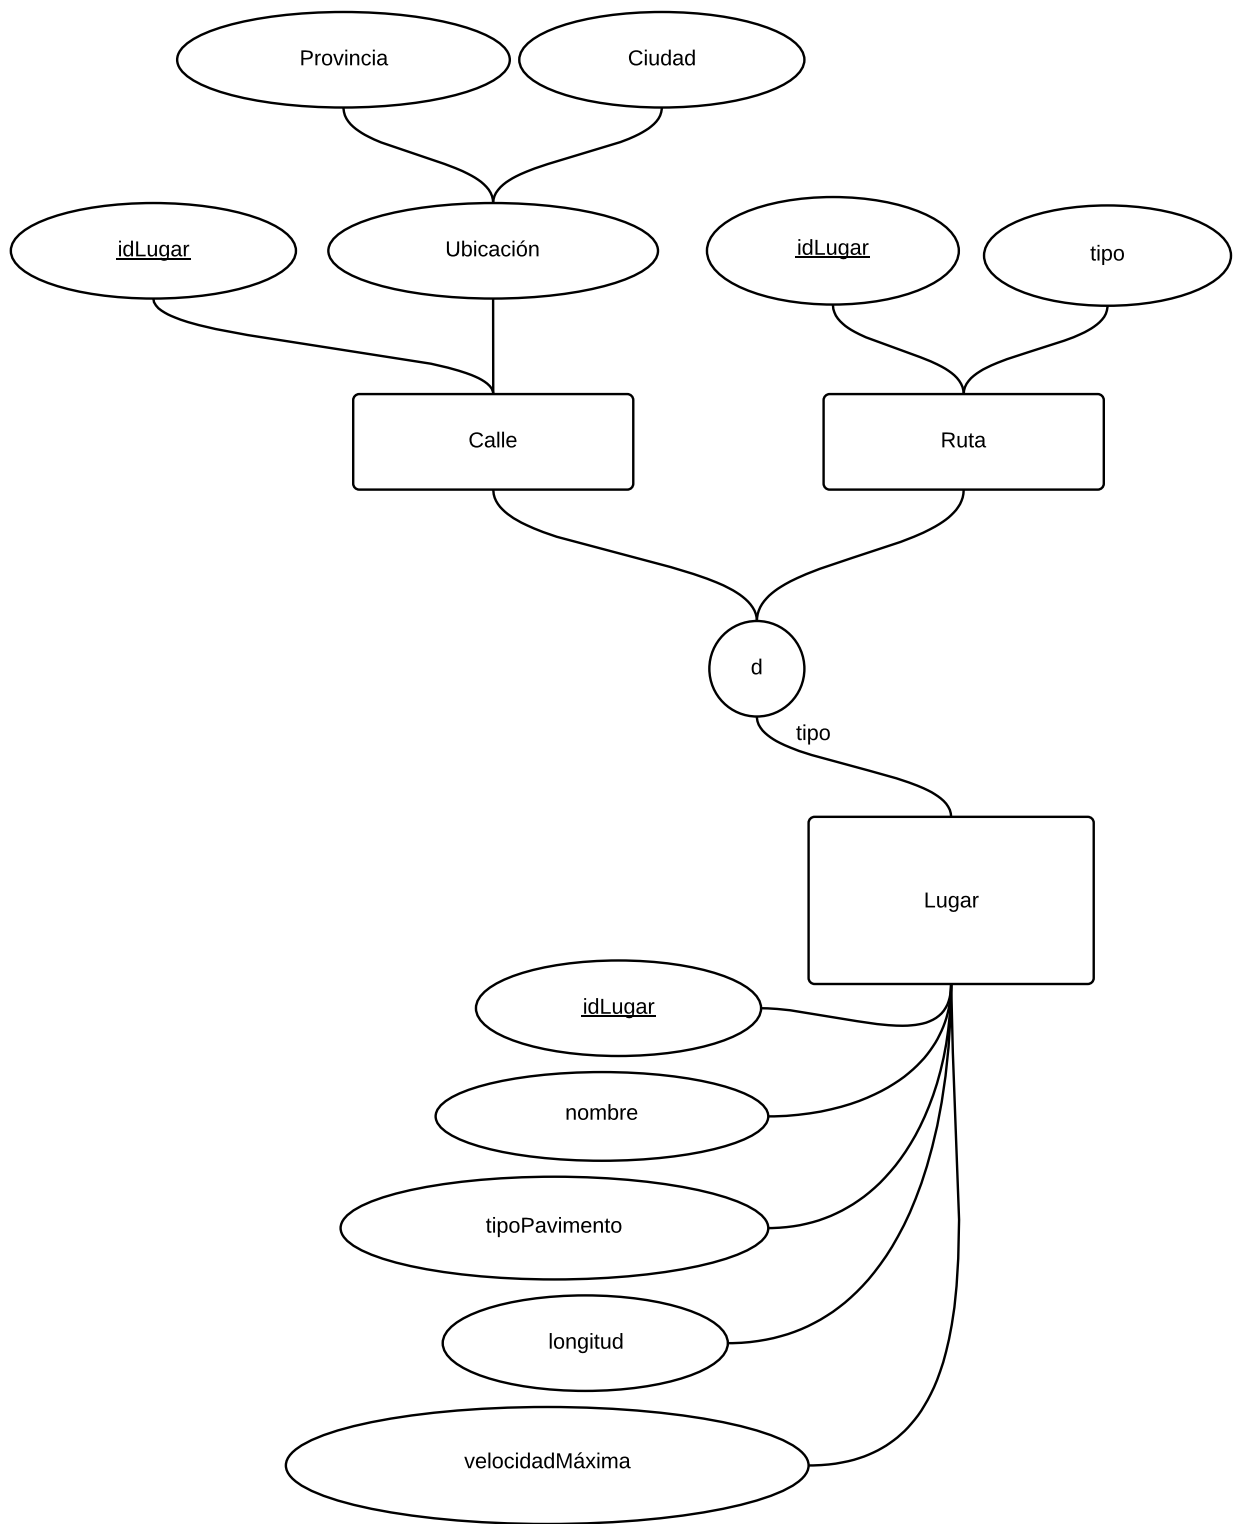 Provincia
Ciudad
idLugar
Ubicación
idLugar
tipo
Calle
Ruta
d
tipo
Lugar
idLugar
nombre
tipoPavimento
longitud
velocidadMáxima